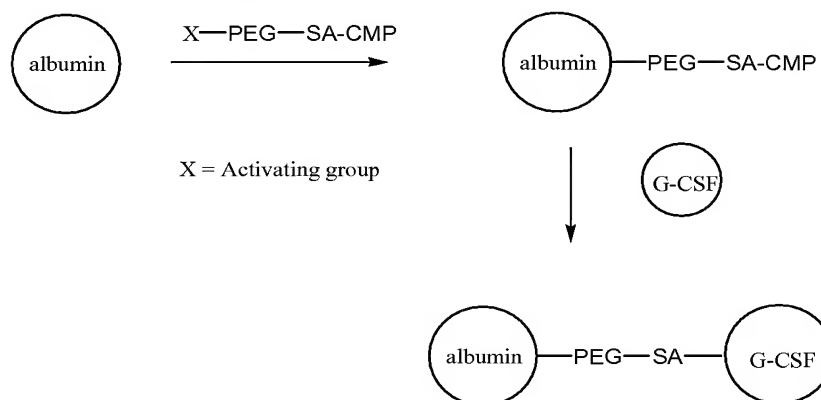 albumin
X—PEG—SA-CMP
albumin—PEG—SA-CMP
X = Activating group
G-CSF
albumin—PEG—SA—G-CSF